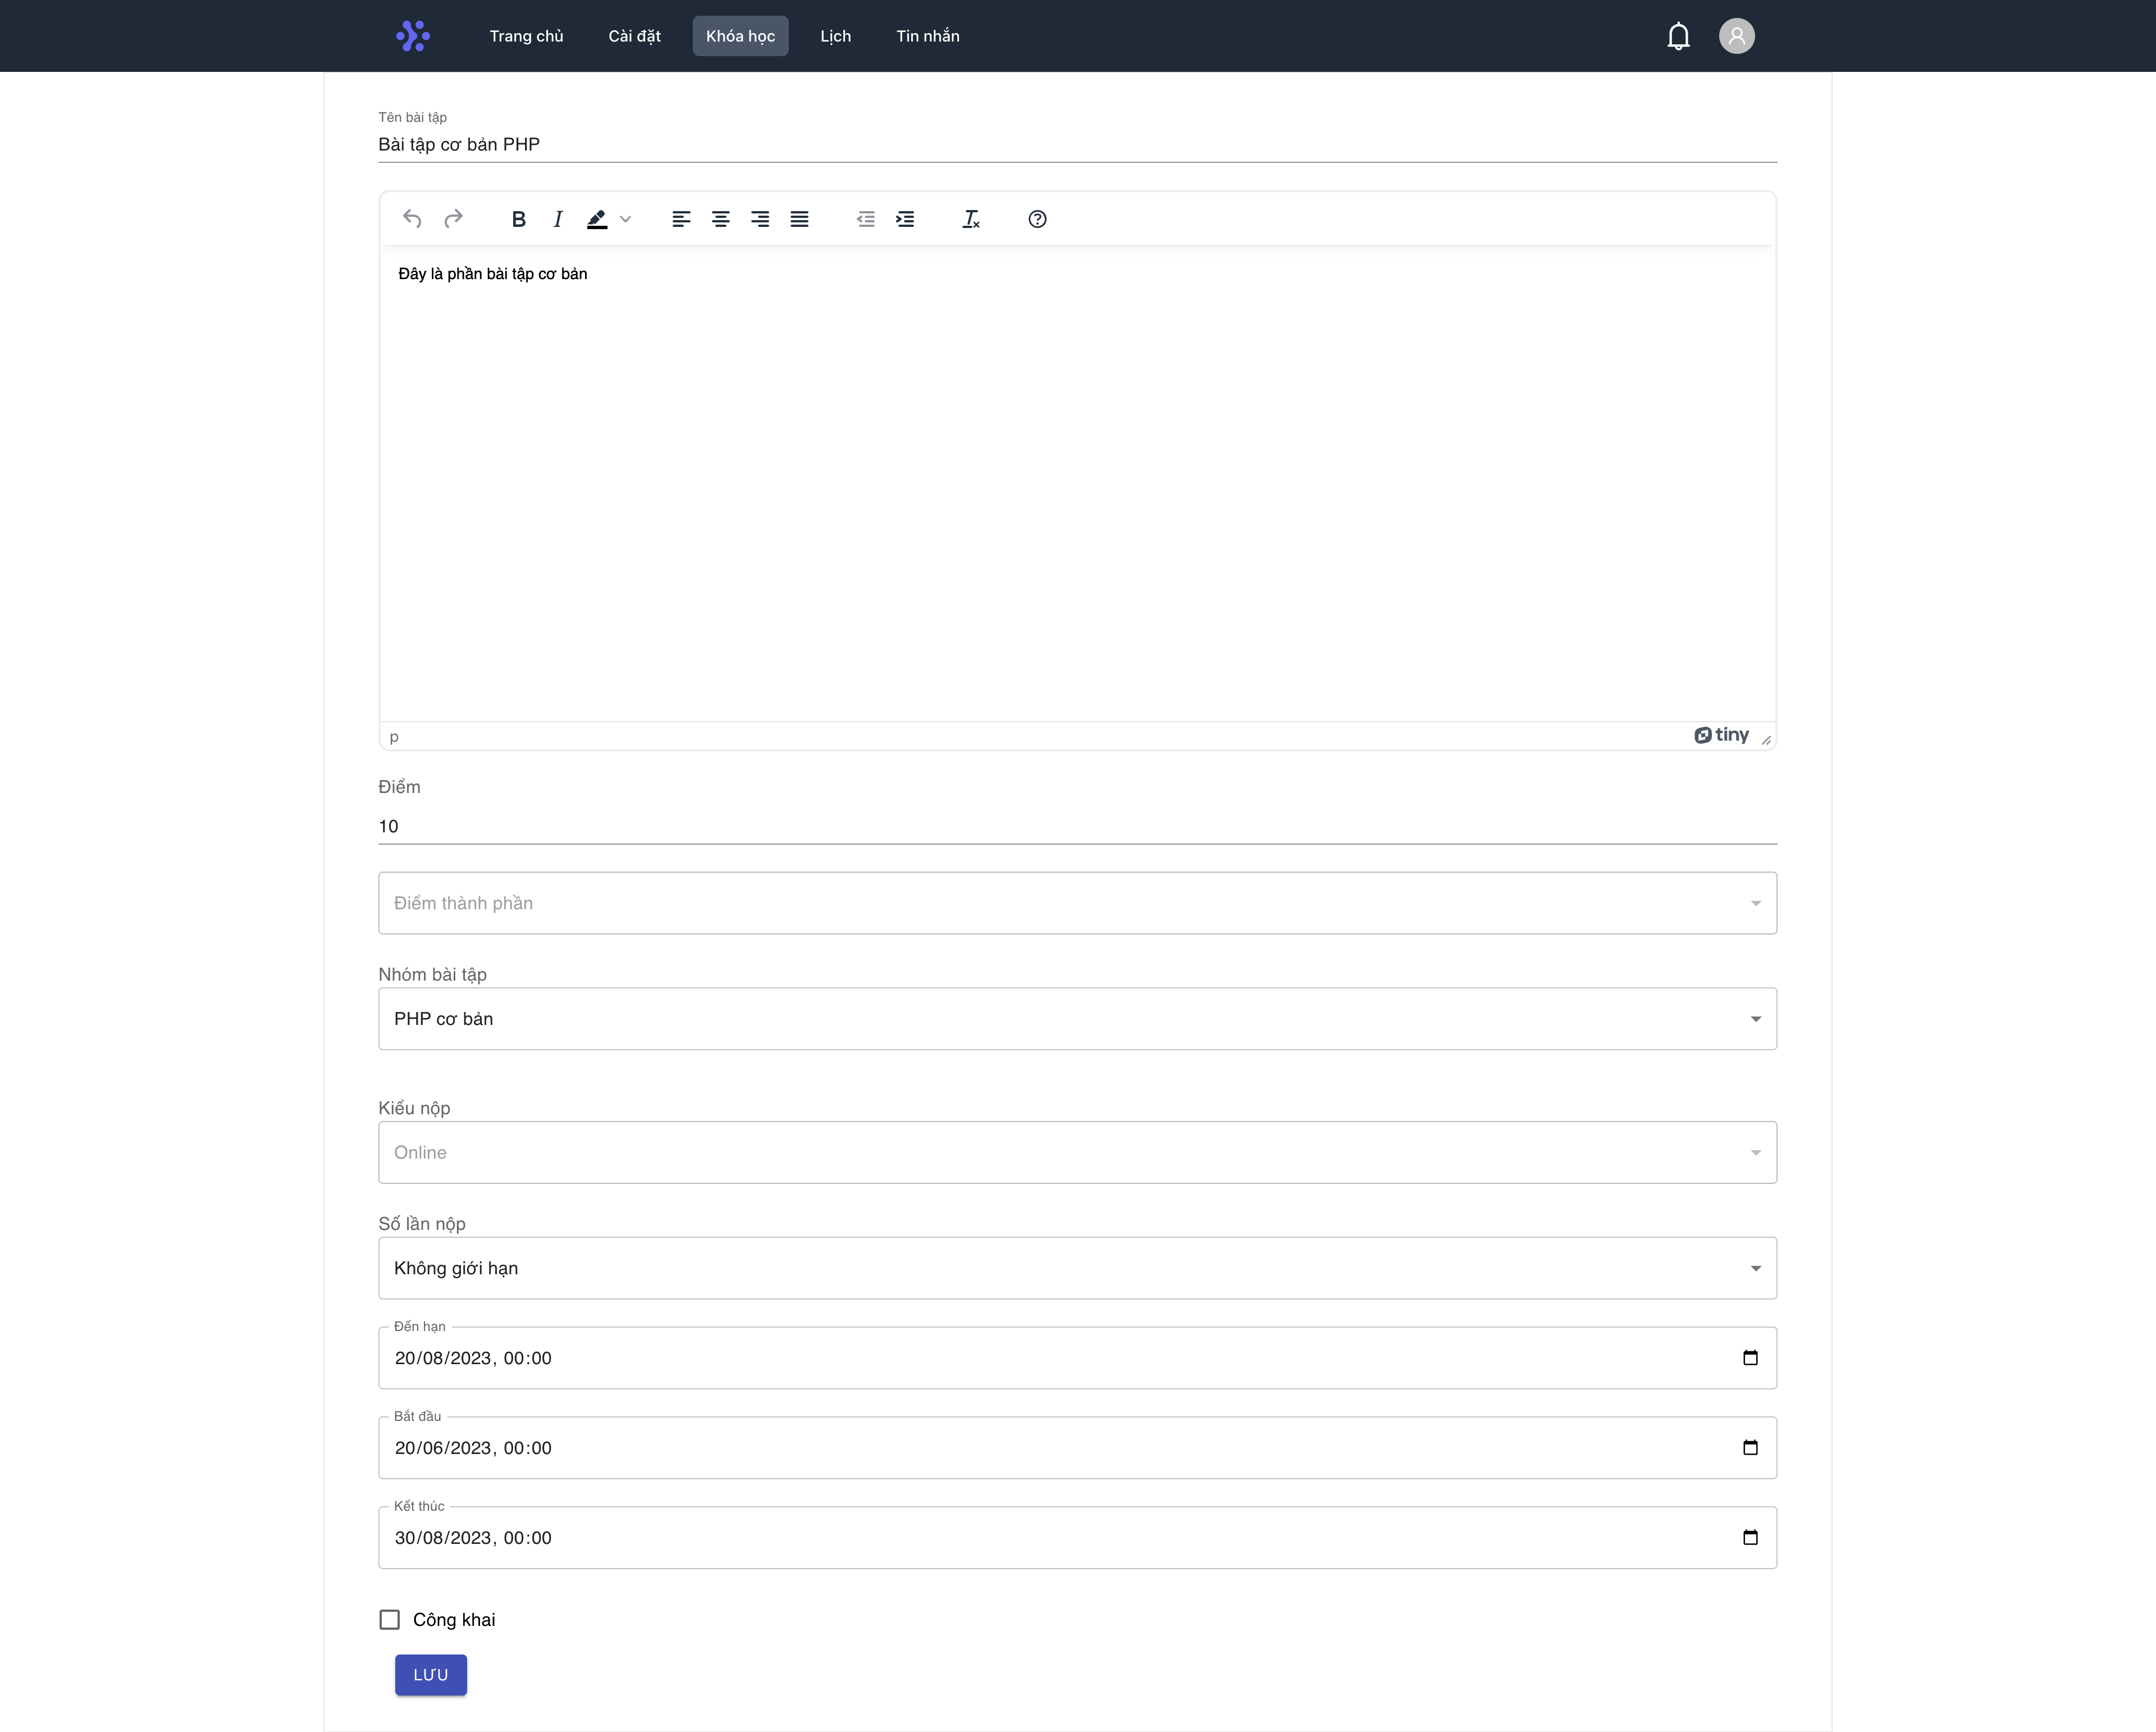 Trang chủ Cài đặt Khóa học Lịch Tin nhắn
Tên bài tập
Bài tập cơ bản PHP
Đây là phần bài tập cơ bản
p tiny
Điểm
10
Điểm thành phần
Nhóm bài tập
PHP cơ bản
Kiểu nộp
Online
Số lần nộp
Không giới hạn
Đến hạn
20/08/2023, 00:00
Bắt đầu
20/06/2023, 00:00
Kết thúc
30/08/2023, 00:00
Công khai
LƯU